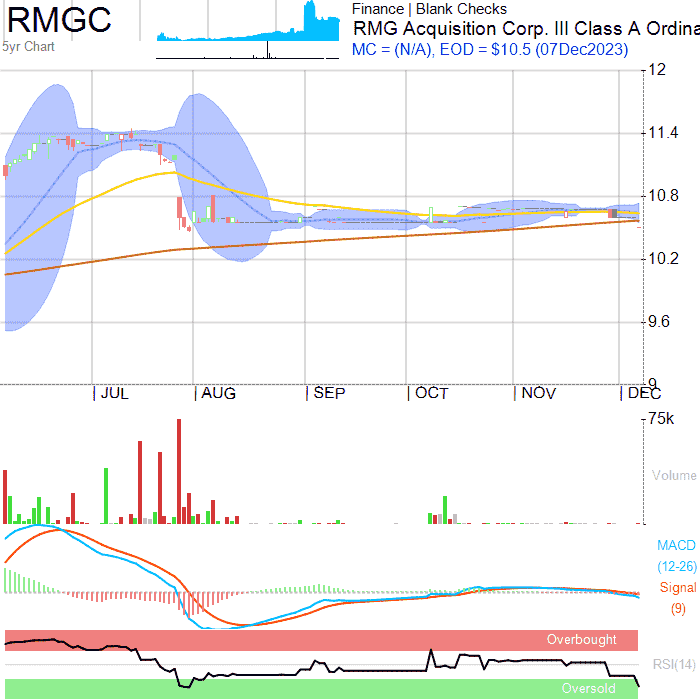 RMGC
5yr Chart
Finance | Blank Checks
RMG Acquisition Corp. III Class A Ordina
MC = (N/A), EOD = $10.5 (07Dec2023)
12
11.4
10.8
10.2
9.6
9
JUL
AUG
SEP
OCT
NOV
DEC
75k
Volume
MACD
(12-26)
Signal
(9)
Overbought
RSI(14)
Oversold